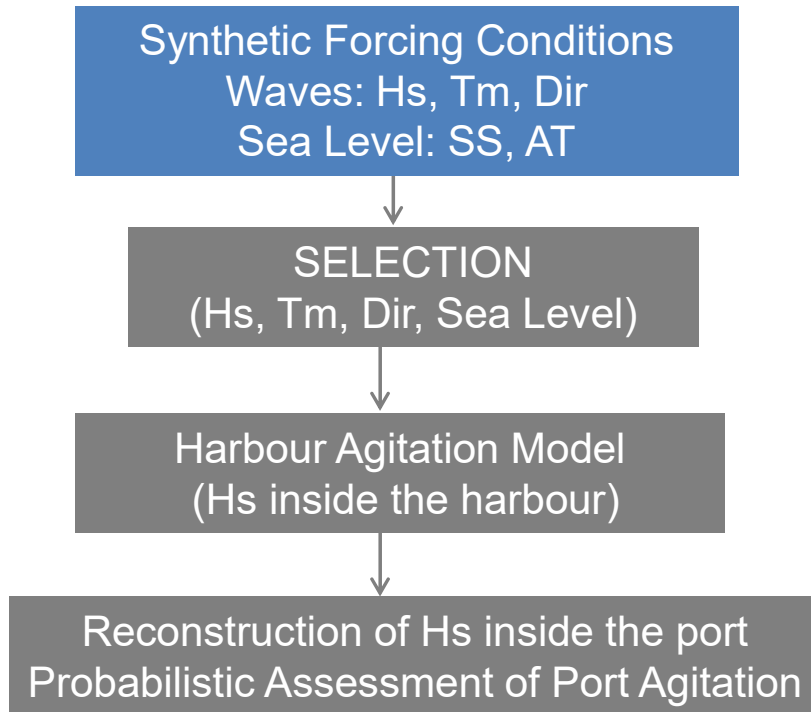 Synthetic Forcing Conditions
Waves: Hs, Tm, Dir
Sea Level: SS, AT
SELECTION
(Hs, Tm, Dir, Sea Level)
Harbour Agitation Model
(Hs inside the harbour)
Reconstruction of Hs inside the port
Probabilistic Assessment of Port Agitation